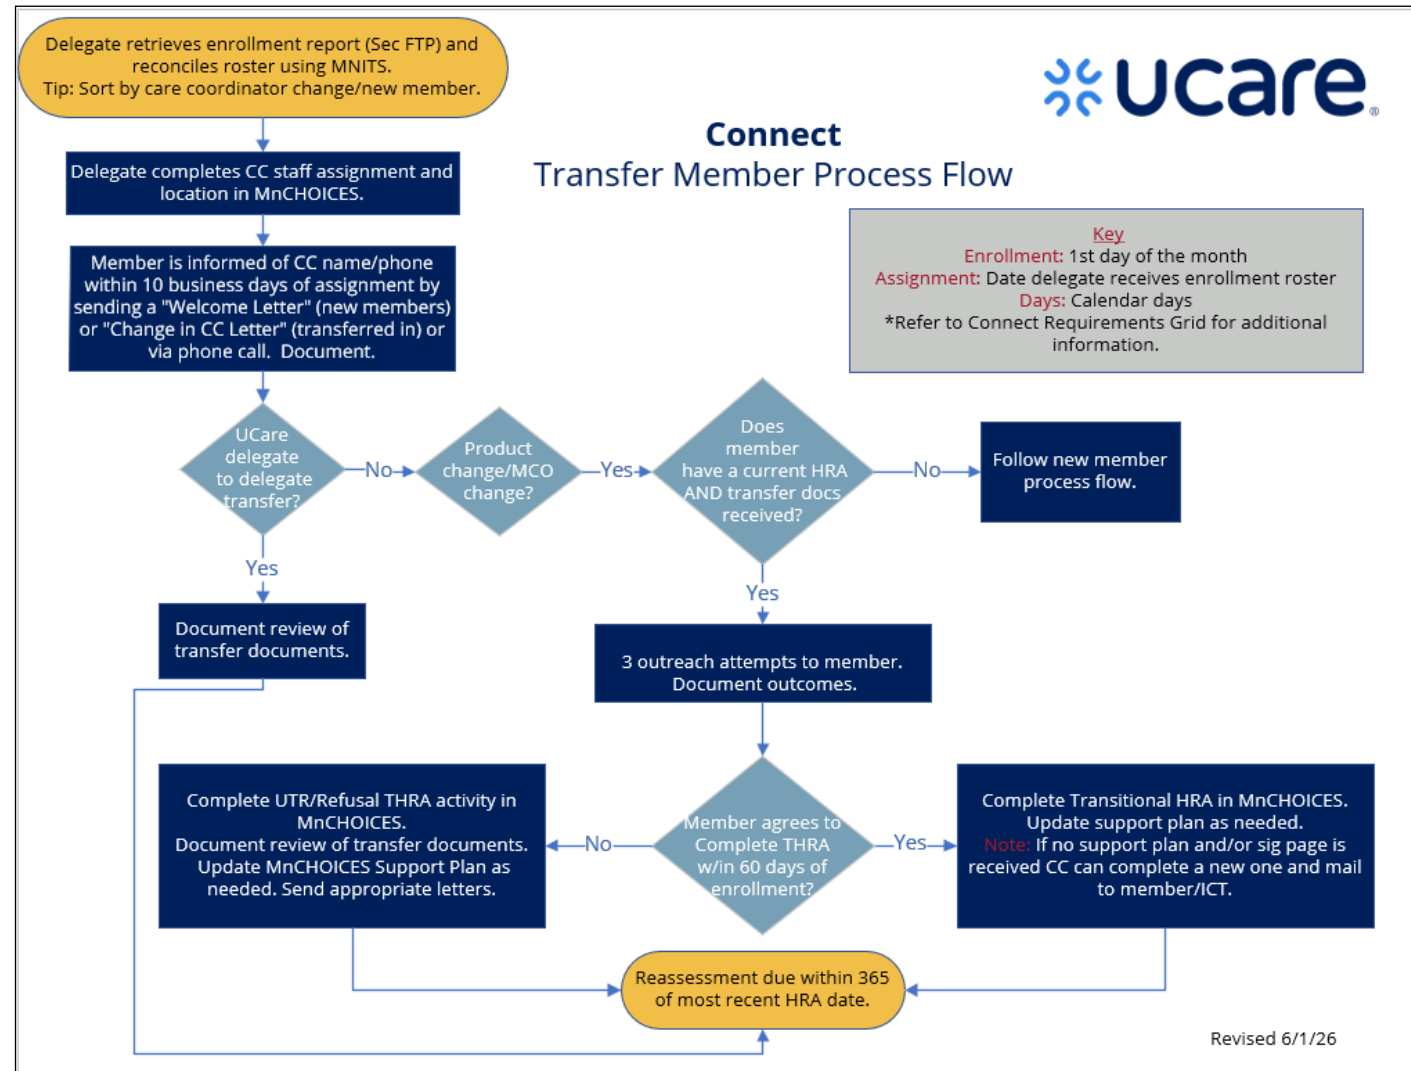 Delegate retrieves enrollment report (Sec FTP) and
reconciles roster using MNITS.
Tip: Sort by care coordinator change/new member.
ucare®
Connect
Transfer Member Process Flow
Delegate completes CC staff assignment and
location in MnCHOICES.
Member is informed of CC name/phone
within 10 business days of assignment by
sending a "Welcome Letter" (new members)
or "Change in CC Letter" (transferred in) or
via phone call.  Document.
Key
Enrollment: 1st day of the month
Assignment: Date delegate receives enrollment roster
Days: Calendar days
*Refer to Connect Requirements Grid for additional
information.
UCare
delegate
to delegate
transfer?
No
Product
change/MCO
change?
Yes
Does
member
have a current HRA
AND transfer docs
received?
No
Follow new member
process flow.
Yes
Document review of
transfer documents.
Yes
3 outreach attempts to member.
Document outcomes.
Complete UTR/Refusal THRA activity in
MnCHOICES.
Document review of transfer documents.
Update MnCHOICES Support Plan as
needed. Send appropriate letters.
No
Member agrees to
Complete THRA
w/in 60 days of
enrollment?
Yes
Complete Transitional HRA in MnCHOICES.
Update support plan as needed.
Note: If no support plan and/or sig page is
received CC can complete a new one and mail
to member/ICT.
Reassessment due within 365
of most recent HRA date.
Revised 6/1/26